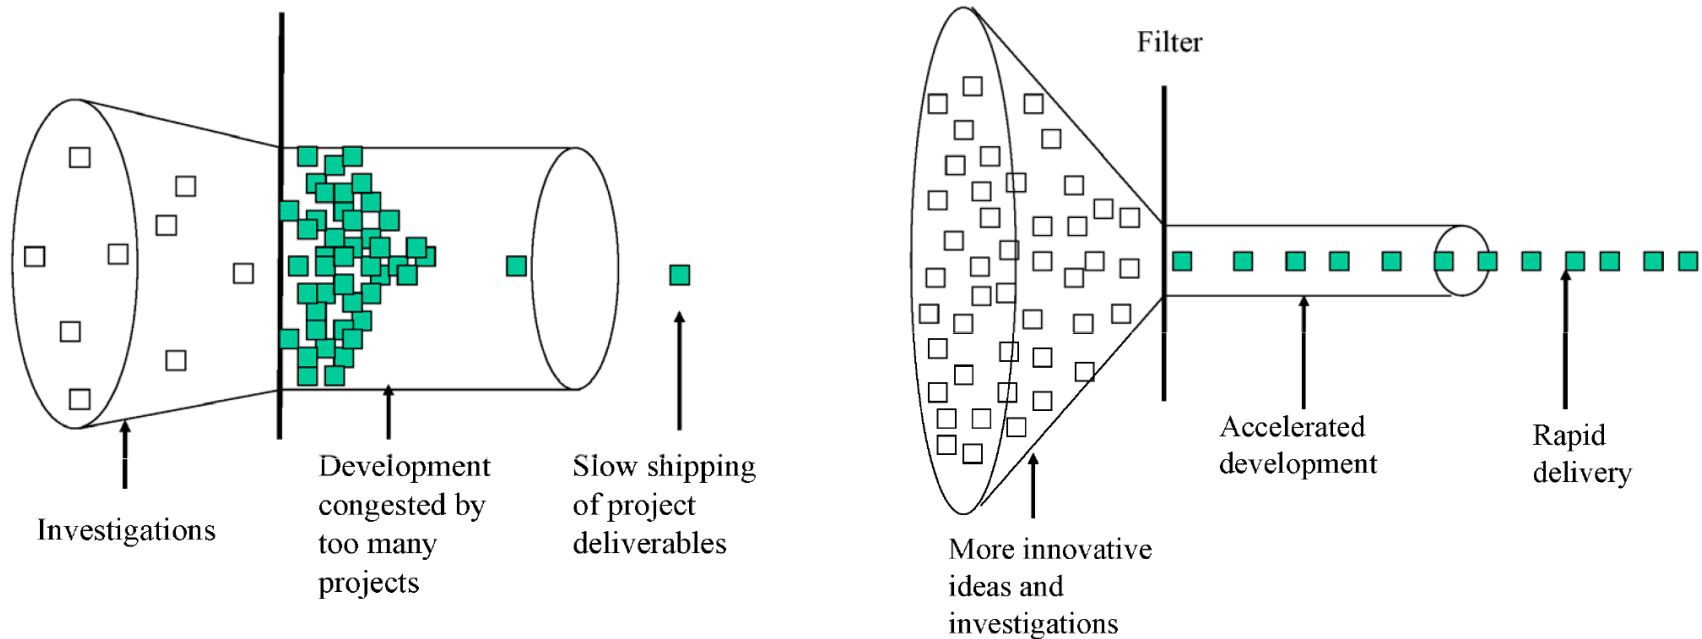 Investigations
Development
congested by
too many
projects
Slow shipping
of project
deliverables
Filter
More innovative
ideas and
investigations
Accelerated
development
Rapid
delivery